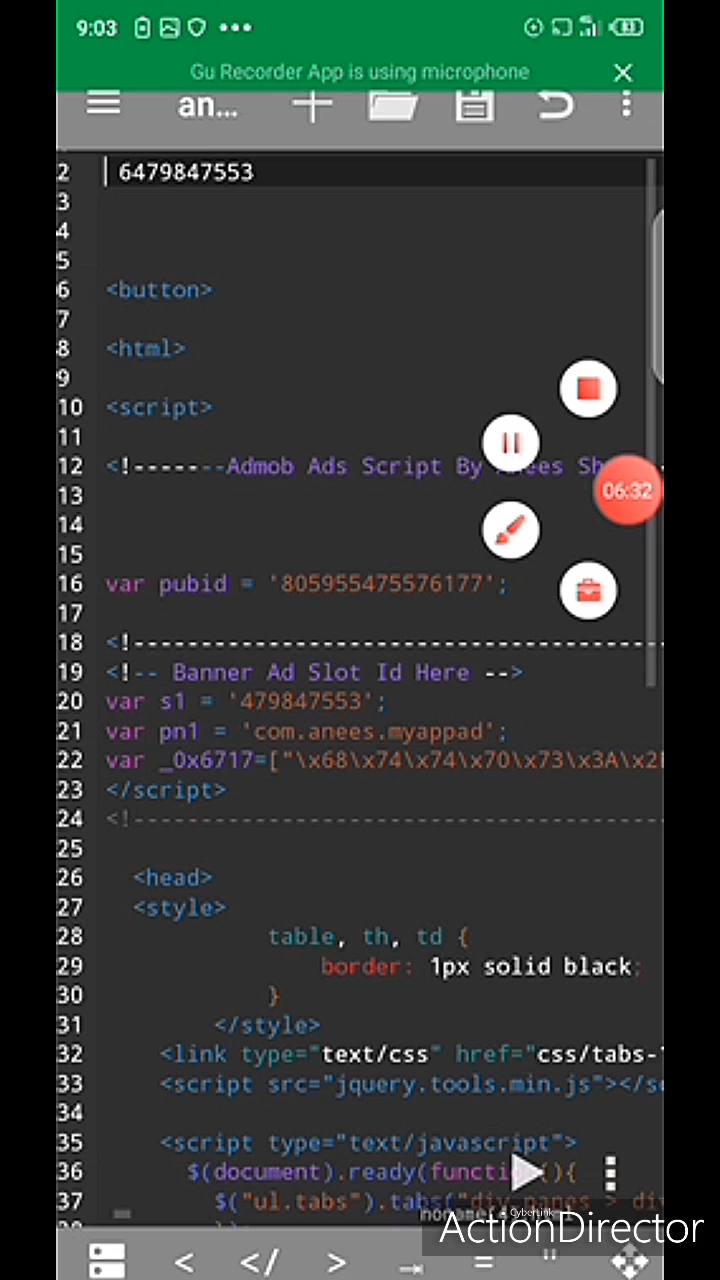 9:03
Gu Recorder App is using microphone
an...
2 6479847553
3
4
5
6 <button>
7
8 <html>
9
10 <script>
11
12 <!-------Admob Ads Script By Anees Sh
13
14
15
16 var pubid = '805955475576177';
17
18 <!----------------------------------------
19 <!-- Banner Ad Slot Id Here -->
20 var s1 = '479847553';
21 var pn1 = 'com.anees.myappad';
22 var _0x6717=["\x68\x74\x74\x70\x73\x3A\x2
23 </script>
24 <!----------------------------------------
25
26 <head>
27 <style>
28 table, th, td {
29 border: 1px solid black;
30 }
31 </style>
32 <link type="text/css" href="css/tabs-
33 <script src="jquery.tools.min.js"></s
34
35 <script type="text/javascript">
36 $(document).ready(functi (){
37 $("ul.tabs").tabs("div.panes > di
06:32
CyberLink
ActionDirector
< </ > = "